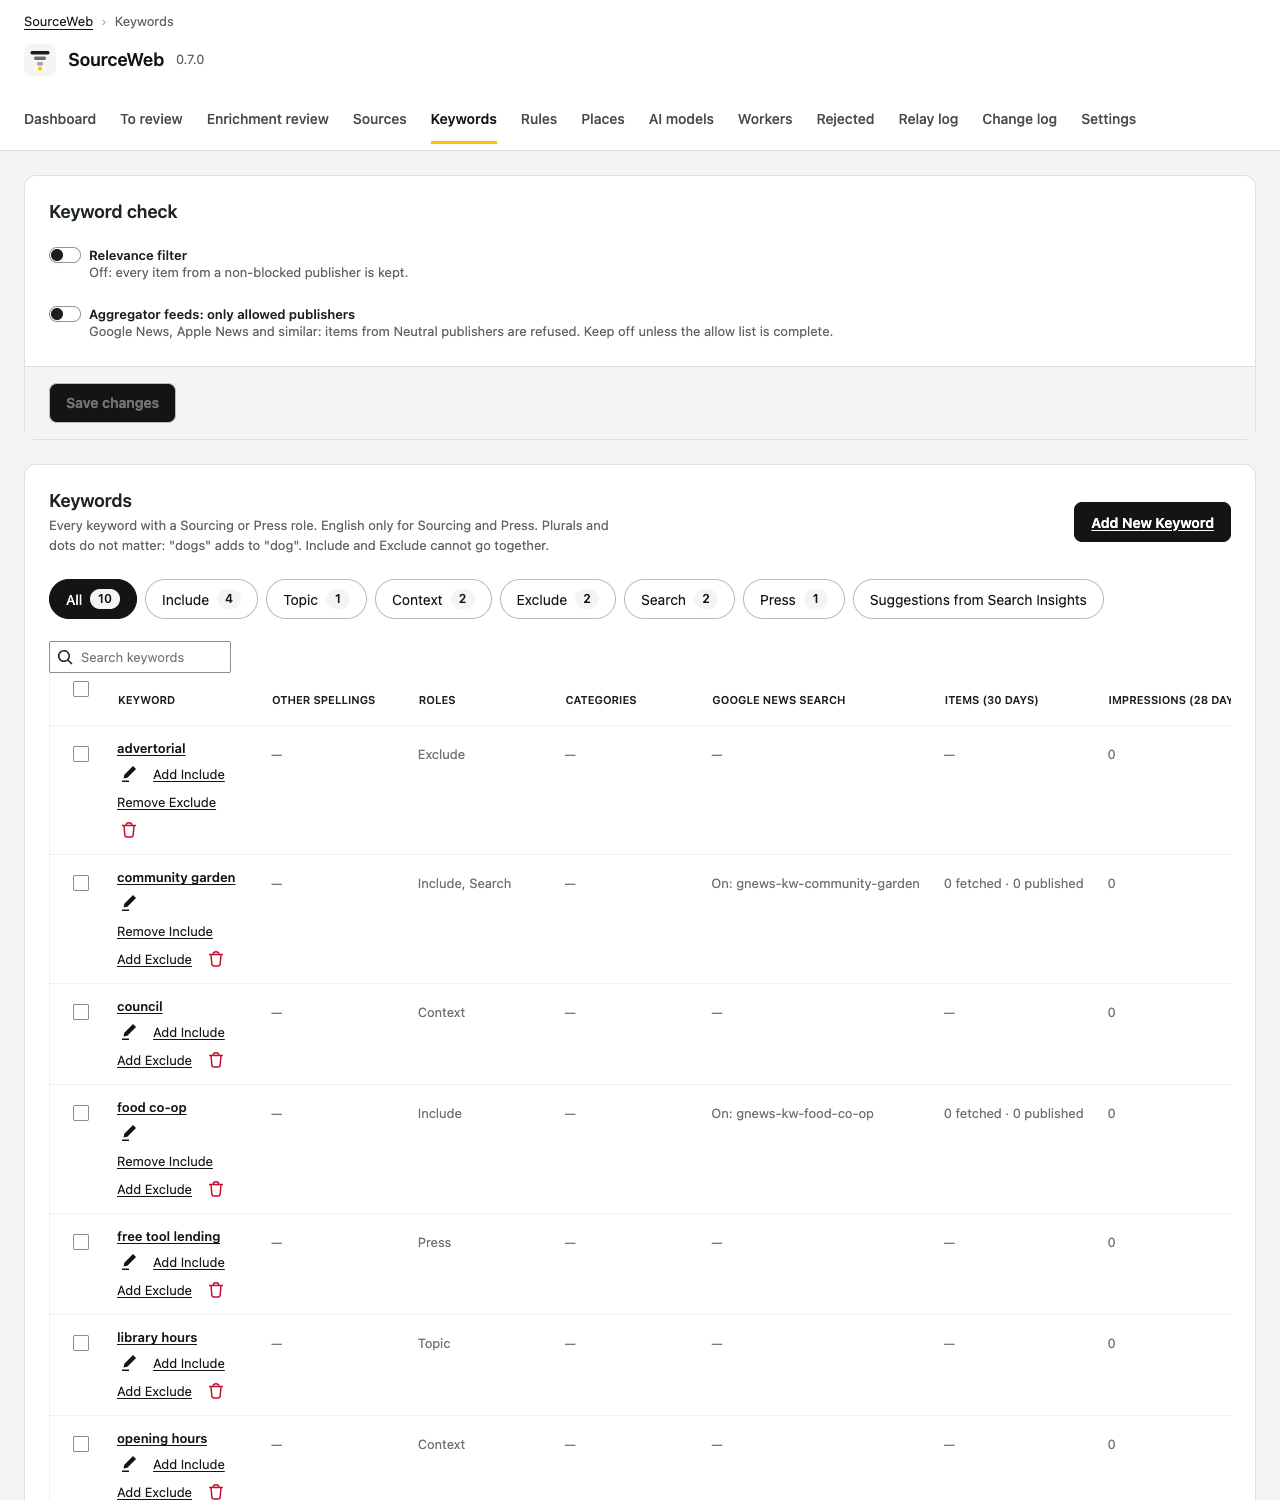 SourceWeb › Keywords
SourceWeb 0.7.0
Dashboard To review Enrichment review Sources Keywords Rules Places AI models Workers Rejected Relay log Change log Settings
Keyword check
Relevance filter
Off: every item from a non-blocked publisher is kept.
Aggregator feeds: only allowed publishers
Google News, Apple News and similar: items from Neutral publishers are refused. Keep off unless the allow list is complete.
Save changes
Keywords
Every keyword with a Sourcing or Press role. English only for Sourcing and Press. Plurals and
dots do not matter: "dogs" adds to "dog". Include and Exclude cannot go together.
Add New Keyword
All 10 Include 4 Topic 1 Context 2 Exclude 2 Search 2 Press 1 Suggestions from Search Insights
Search keywords
KEYWORD OTHER SPELLINGS ROLES CATEGORIES GOOGLE NEWS SEARCH ITEMS (30 DAYS) IMPRESSIONS (28 DAY
advertorial — Exclude — — — 0
Add Include
Remove Exclude
community garden — Include, Search — On: gnews-kw-community-garden 0 fetched · 0 published 0
Remove Include
Add Exclude
council — Context — — — 0
Add Include
Add Exclude
food co-op — Include — On: gnews-kw-food-co-op 0 fetched · 0 published 0
Remove Include
Add Exclude
free tool lending — Press — — — 0
Add Include
Add Exclude
library hours — Topic — — — 0
Add Include
Add Exclude
opening hours — Context — — — 0
Add Include
Add Exclude